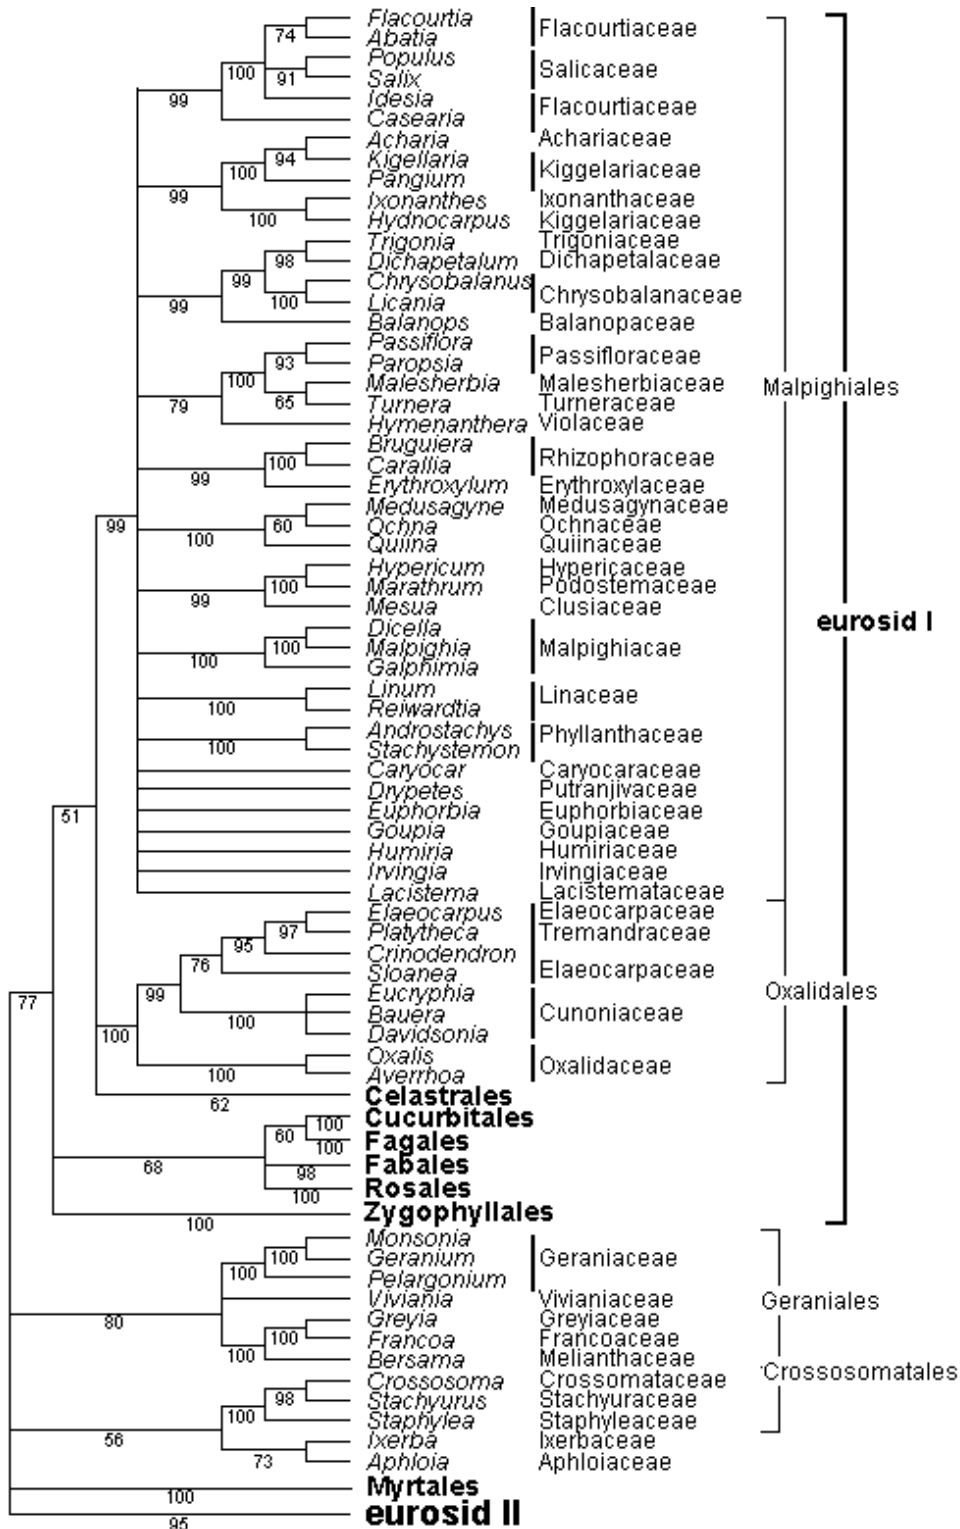 Flacourtia
74
Abatia
Flacourtiaceae
Populus
100
91
Salix
Salicaceae
99
Idesia
Casearia
Flacourtiaceae
Acharia
Achariaceae
94
Kigellaria
100
Pangium
Kiggelariaceae
99
Ixonanthes
Ixonanthaceae
100
Hydnocarpus
Kiggelariaceae
Trigonia
Trigoniaceae
98
Dichapetalum
Dichapetalaceae
99
Chrysobalanus
100
Licania
Chrysobalanaceae
99
Balanops
Balanopaceae
Passiflora
93
Paropsia
Passifloraceae
100
Malesherbia
Malesherbiaceae
65
Turnera
Turneraceae
79
Hymenanthera
Violaceae
Malpighiales
Bruguiera
100
Carallia
Rhizophoraceae
99
Erythroxylum
Erythroxylaceae
Medusagyne
Medusagynaceae
99
60
Ochna
Ochnaceae
100
Quiina
Quiinaceae
Hypericum
Hypericaceae
100
Marathrum
Podostemaceae
99
Mesua
Clusiaceae
eurosid I
Dicella
100
Malpighia
Malpighiacae
100
Galphimia
Linum
100
Reiwardtia
Linaceae
Androstachys
100
Stachystemon
Phyllanthaceae
Caryocar
Caryocaraceae
Drypetes
Putranjivaceae
51
Euphorbia
Euphorbiaceae
Goupia
Goupiaceae
Humiria
Humiriaceae
Irvingia
Irvingiaceae
Lacistema
Lacistemataceae
Elaeocarpus
Elaeocarpaceae
97
Platytheca
Tremandraceae
95
Crinodendron
76
Sloanea
Elaeocarpaceae
99
Eucryphia
77
100
Bauera
Cunoniaceae
Davidsonia
Oxalidales
100
Oxalis
100
Averrhoa
Oxalidaceae
62
Celastrales
100
Cucurbitales
60
100
Fagales
68
98
Fabales
100
Rosales
100
Zygophyllales
Monsonia
100
Geranium
Geraniaceae
100
Pelargonium
Viviania
Vivianiaceae
Geraniales
80
Greyia
Greyiaceae
100
Francoa
Francoaceae
100
Bersama
Melianthaceae
Crossosomatales
Crossosoma
Crossomataceae
98
Stachyurus
Stachyuraceae
100
Staphylea
Staphyleaceae
56
Ixerba
Ixerbaceae
73
Aphloia
Aphloiaceae
100
Myrtales
95
eurosid II